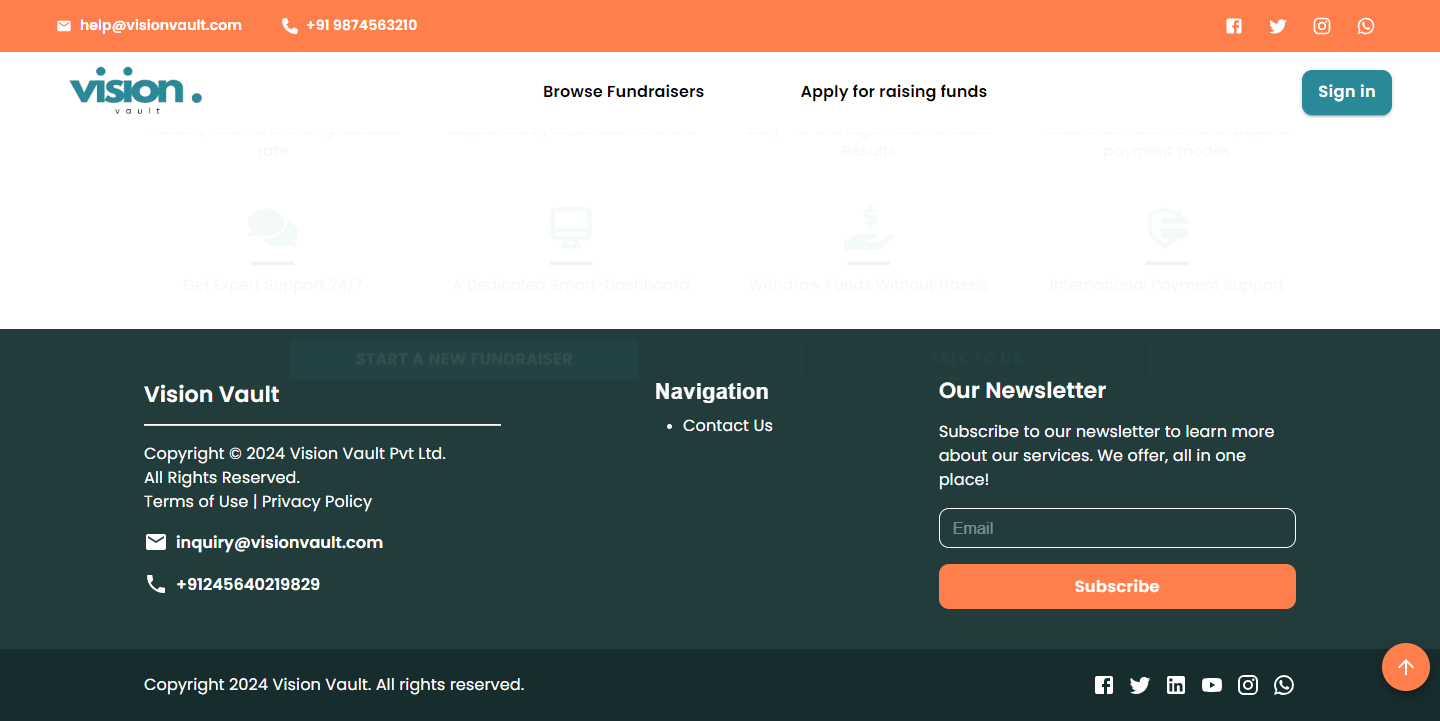 help@visionvault.com
+91 9874563210
vision.
vault
Browse Fundraisers
Apply for raising funds
Sign in
rate
Results
payment modes
Get Expert Support 24/7
A Dedicated Smart-Dashboard
Withdraw Funds Without Hassle
International Payment Support
START A NEW FUNDRAISER
TALK TO US
Vision Vault
Copyright © 2024 Vision Vault Pvt Ltd.
All Rights Reserved.
Terms of Use | Privacy Policy
inquiry@visionvault.com
+91245640219829
Navigation
• Contact Us
Our Newsletter
Subscribe to our newsletter to learn more
about our services. We offer, all in one
place!
Email
Subscribe
Copyright 2024 Vision Vault. All rights reserved.